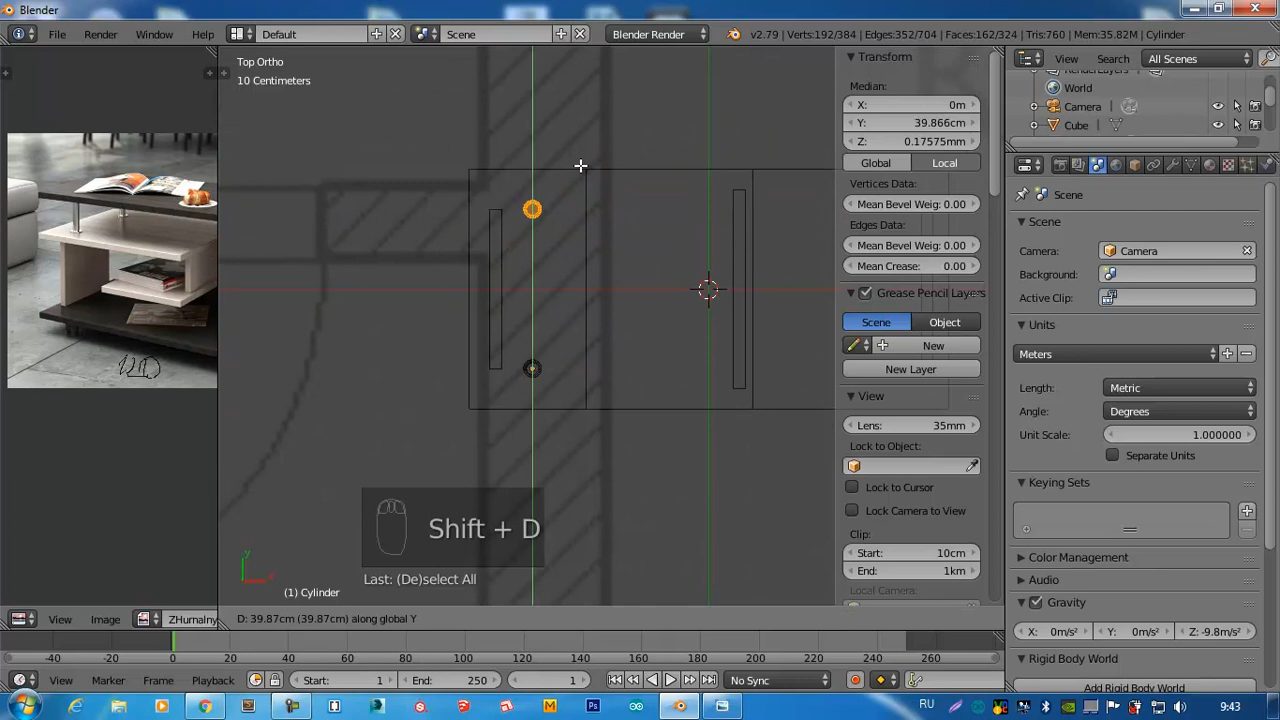 Blender
File Render Window Help Default Scene Blender Render v2.79 | Verts:192/384 | Edges:352/704 | Faces:162/324 | Tris:760 | Mem:35.82M | Cylinder
Top Ortho
10 Centimeters
Transform
Median:
X: 0m
Y: 39.866cm
Z: 0.17575mm
Global Local
Vertices Data:
Mean Bevel Weig: 0.00
Edges Data:
Mean Bevel Weig: 0.00
Mean Crease: 0.00
Grease Pencil Layers
Scene Object
New
New Layer
View
Lens: 35mm
Lock to Object:
Lock to Cursor
Lock Camera to View
Clip:
Start: 10cm
End: 1km
Local Camera:
View Search All Scenes
RenderLayers
World
Camera
Cube
Scene
Scene
Camera: Camera
Background:
Active Clip:
Units
Meters
Length: Metric
Angle: Degrees
Unit Scale: 1.000000
Separate Units
Keying Sets
Color Management
Audio
Gravity
X: 0m/s² Y: 0m/s² Z: -9.8m/s²
Rigid Body World
Add Rigid Body World
Shift + D
Last: (De)select All
(1) Cylinder
View Image ZHumalny
D: 39.87cm (39.87cm) along global Y
-40 -20 0 20 40 60 80 100 120 140 160 180 200 220 240 260
View Marker Frame Playback Start: 1 End: 250 1 No Sync
RU 9:43